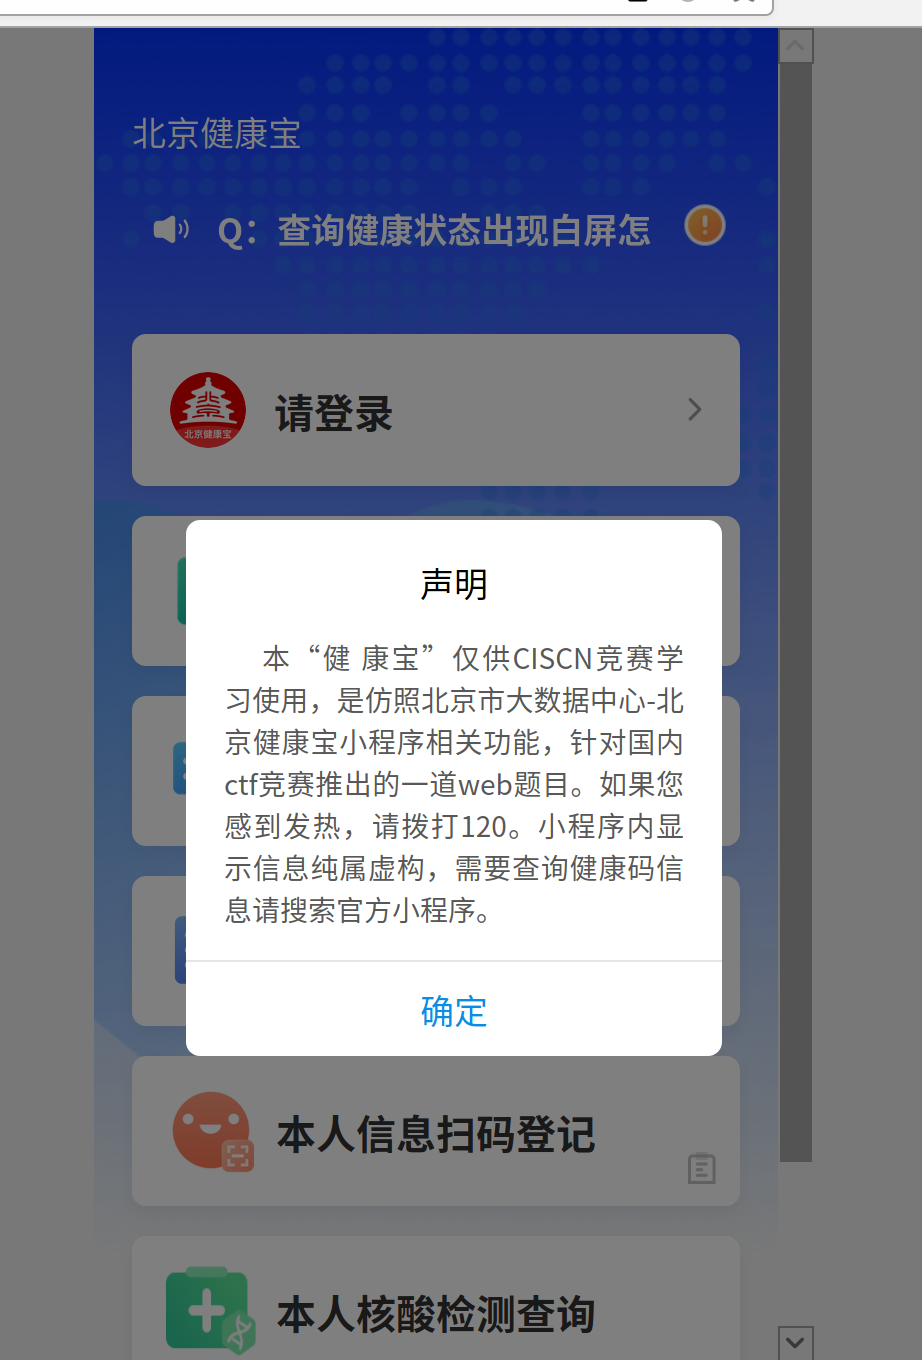 北京健康宝
Q：查询健康状态出现白屏怎
请登录
北京健康宝
声明
本“健 康宝”仅供CISCN竞赛学
习使用，是仿照北京市大数据中心-北
京健康宝小程序相关功能，针对国内
ctf竞赛推出的一道web题目。如果您
感到发热，请拨打120。小程序内显
示信息纯属虚构，需要查询健康码信
息请搜索官方小程序。
确定
本人信息扫码登记
本人核酸检测查询